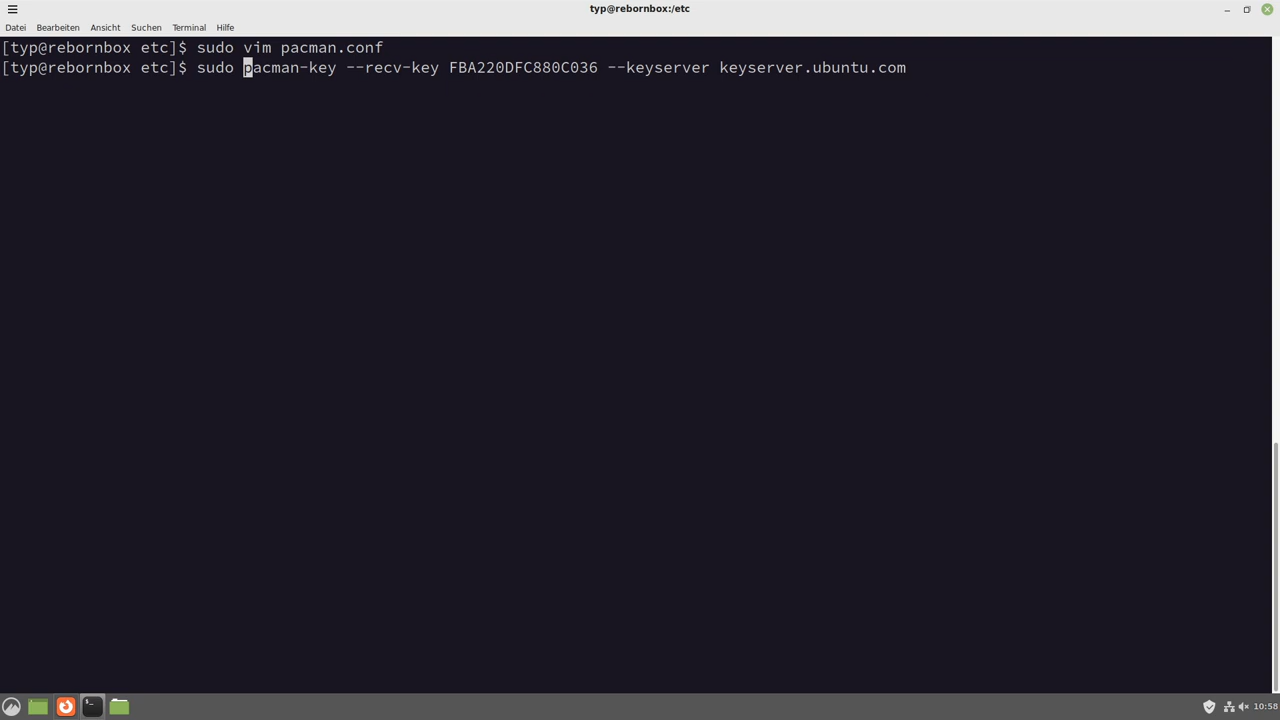 typ@rebornbox:/etc
Datei Bearbeiten Ansicht Suchen Terminal Hilfe
[typ@rebornbox etc]$ sudo vim pacman.conf
[typ@rebornbox etc]$ sudo pacman-key --recv-key FBA220DFC880C036 --keyserver keyserver.ubuntu.com
10:58